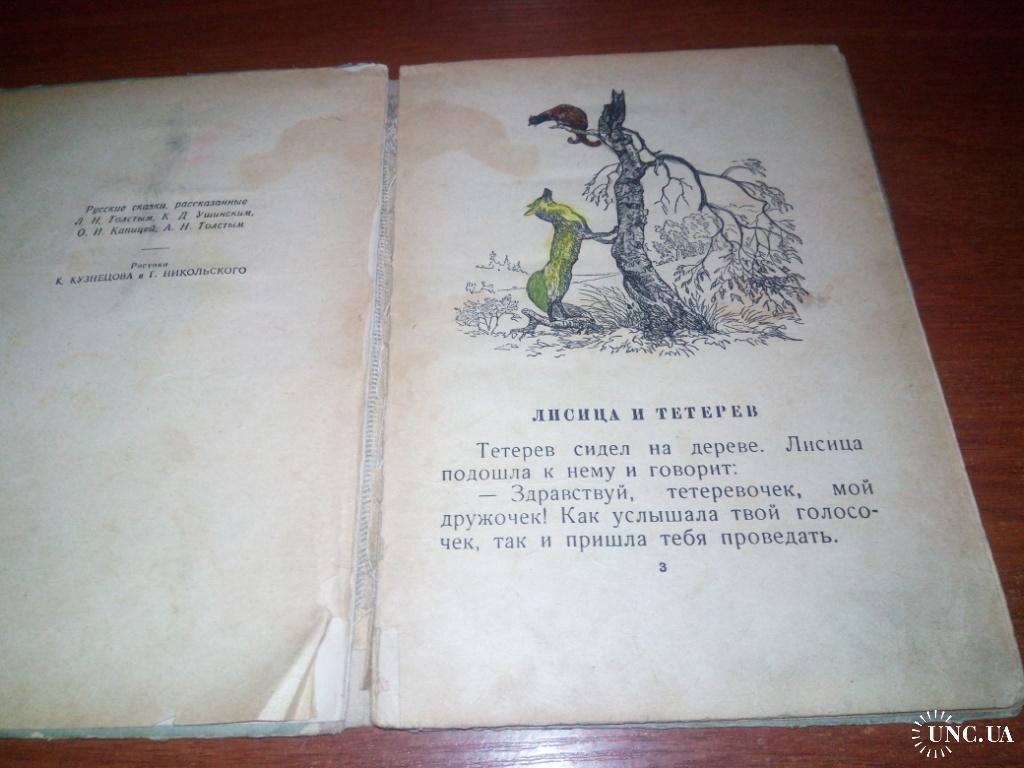 Русские сказки, рассказанные
Л. Н. Толстым, К. Д. Ушинским,
О. И. Капицей, А. Н. Толстым
Рисунки
К. КУЗНЕЦОВА и Г. НИКОЛЬСКОГО
ЛИСИЦА И ТЕТЕРЕВ
Тетерев сидел на дереве. Лисица
подошла к нему и говорит:
— Здравствуй, тетеревочек, мой
дружочек! Как услышала твой голосо-
чек, так и пришла тебя проведать.
3
UNC.UA